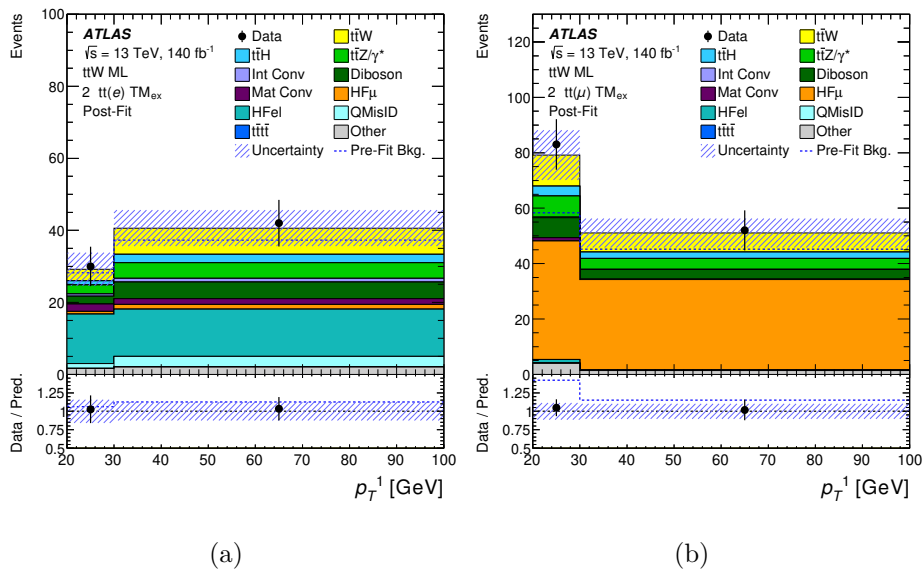 Events
100
80
60
40
20
0
ATLAS
√s = 13 TeV, 140 fb⁻¹
ttW ML
2 tt(e) TM_ex
Post-Fit
Data
tt̄W
tt̄H
tt̄Z/γ*
Int Conv
Diboson
Mat Conv
HFμ
HFel
QMisID
tt̄tt̄
Other
Uncertainty
Pre-Fit Bkg.
Data / Pred.
1.25
1
0.75
0.5
20 30 40 50 60 70 80 90 100
p_T¹ [GeV]
(a)
Events
120
100
80
60
40
20
0
ATLAS
√s = 13 TeV, 140 fb⁻¹
ttW ML
2 tt(μ) TM_ex
Post-Fit
Data
tt̄W
tt̄H
tt̄Z/γ*
Int Conv
Diboson
Mat Conv
HFμ
HFel
QMisID
tt̄tt̄
Other
Uncertainty
Pre-Fit Bkg.
Data / Pred.
1.25
1
0.75
0.5
20 30 40 50 60 70 80 90 100
p_T¹ [GeV]
(b)